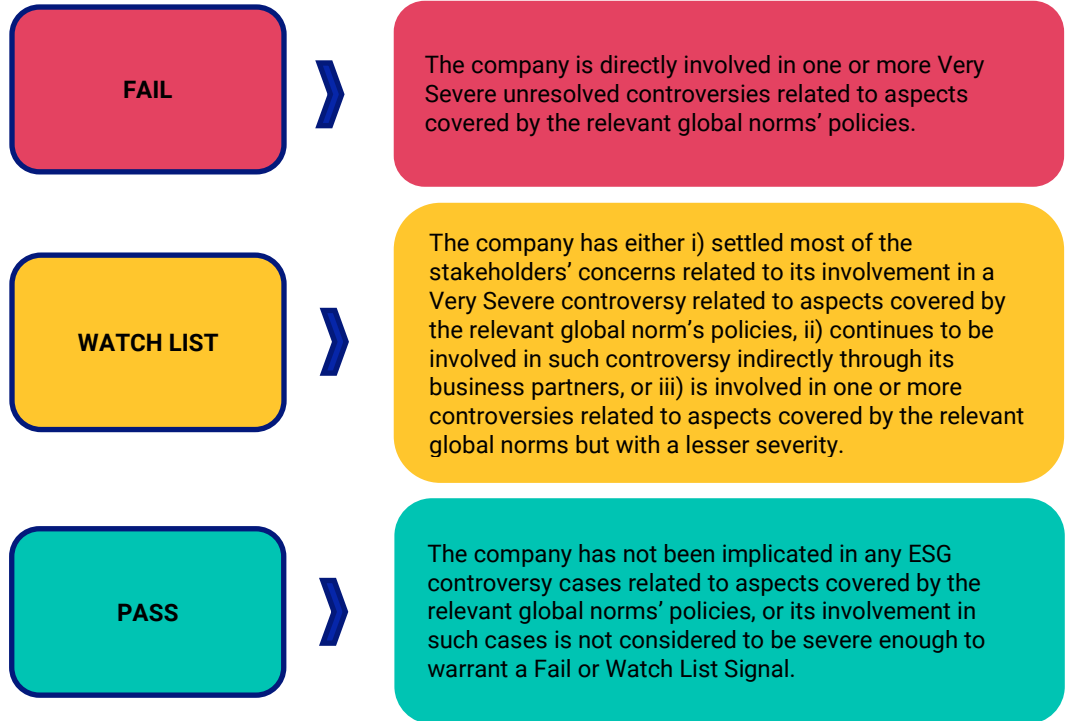 FAIL
The company is directly involved in one or more Very
Severe unresolved controversies related to aspects
covered by the relevant global norms’ policies.
WATCH LIST
The company has either i) settled most of the
stakeholders’ concerns related to its involvement in a
Very Severe controversy related to aspects covered by
the relevant global norm’s policies, ii) continues to be
involved in such controversy indirectly through its
business partners, or iii) is involved in one or more
controversies related to aspects covered by the relevant
global norms but with a lesser severity.
PASS
The company has not been implicated in any ESG
controversy cases related to aspects covered by the
relevant global norms’ policies, or its involvement in
such cases is not considered to be severe enough to
warrant a Fail or Watch List Signal.